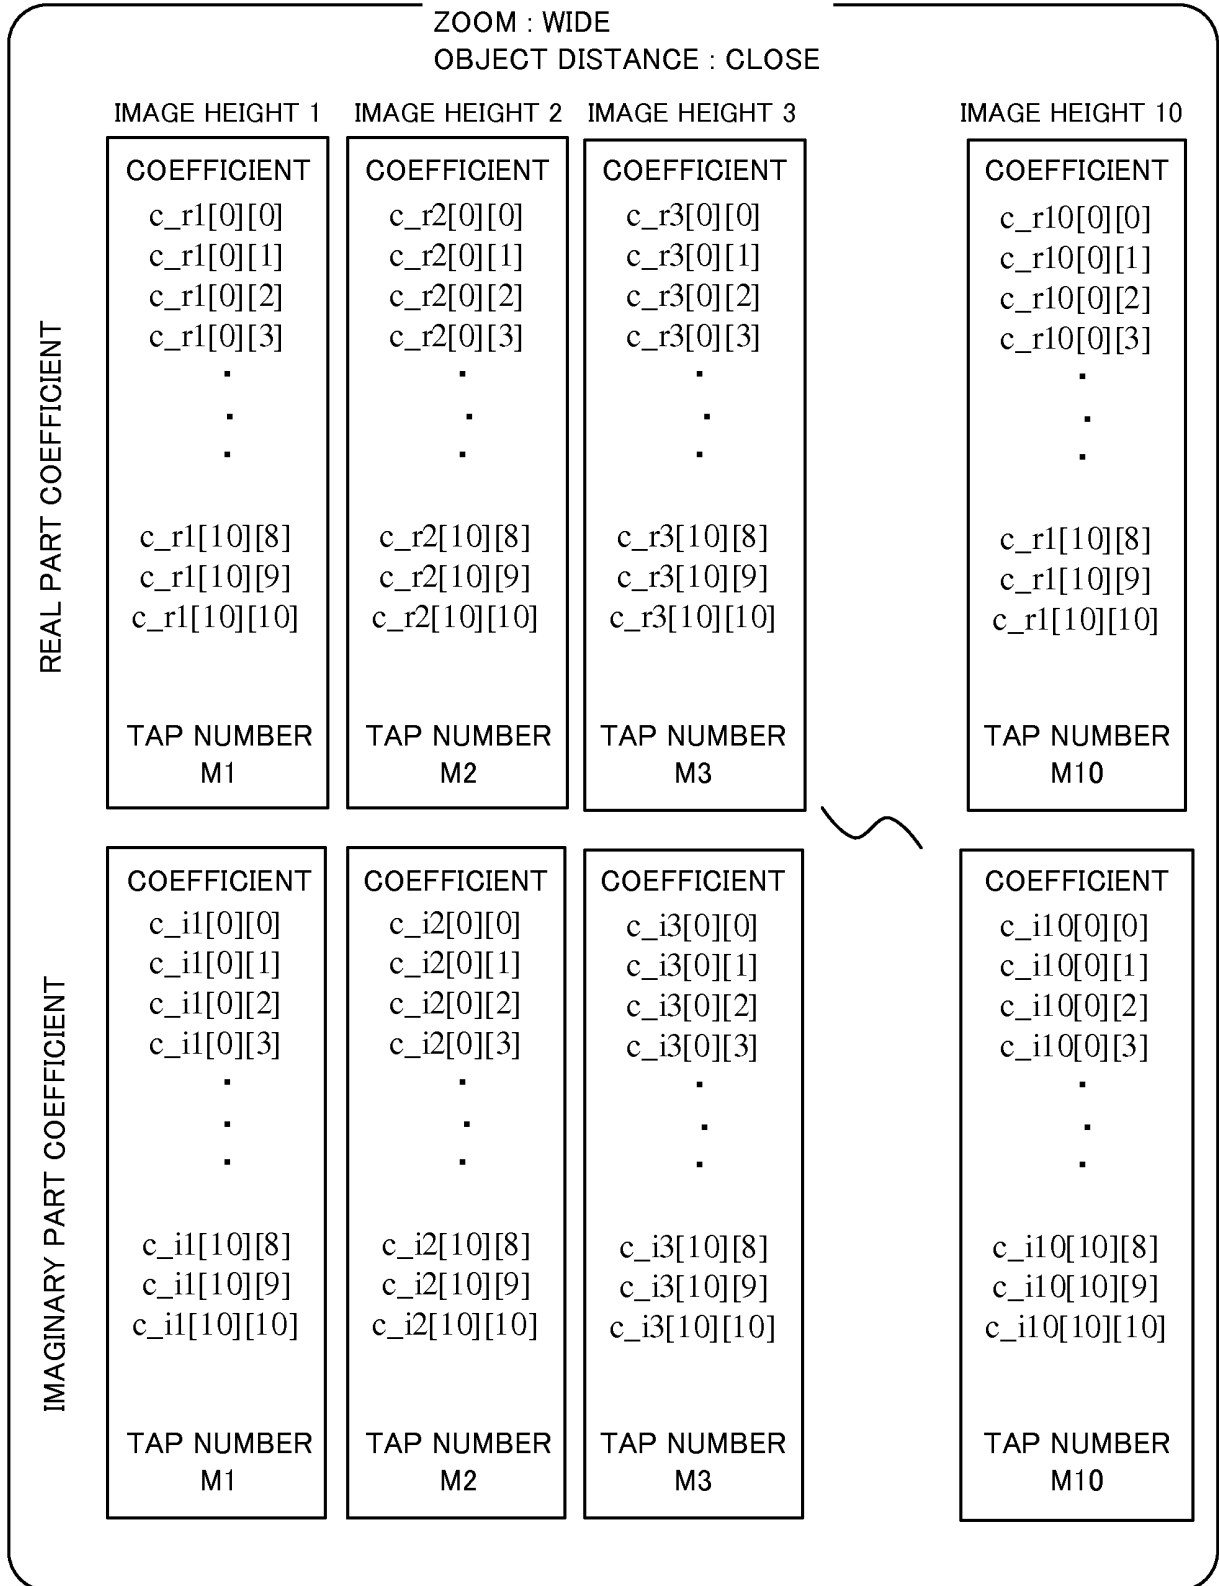 ZOOM : WIDE
OBJECT DISTANCE : CLOSE
IMAGE HEIGHT 1
IMAGE HEIGHT 2
IMAGE HEIGHT 3
IMAGE HEIGHT 10
REAL PART COEFFICIENT
COEFFICIENT
c_r1[0][0]
c_r1[0][1]
c_r1[0][2]
c_r1[0][3]
.
.
.
c_r1[10][8]
c_r1[10][9]
c_r1[10][10]
TAP NUMBER
M1
COEFFICIENT
c_r2[0][0]
c_r2[0][1]
c_r2[0][2]
c_r2[0][3]
.
.
.
c_r2[10][8]
c_r2[10][9]
c_r2[10][10]
TAP NUMBER
M2
COEFFICIENT
c_r3[0][0]
c_r3[0][1]
c_r3[0][2]
c_r3[0][3]
.
.
.
c_r3[10][8]
c_r3[10][9]
c_r3[10][10]
TAP NUMBER
M3
COEFFICIENT
c_r10[0][0]
c_r10[0][1]
c_r10[0][2]
c_r10[0][3]
.
.
.
c_r1[10][8]
c_r1[10][9]
c_r1[10][10]
TAP NUMBER
M10
IMAGINARY PART COEFFICIENT
COEFFICIENT
c_i1[0][0]
c_i1[0][1]
c_i1[0][2]
c_i1[0][3]
.
.
.
c_i1[10][8]
c_i1[10][9]
c_i1[10][10]
TAP NUMBER
M1
COEFFICIENT
c_i2[0][0]
c_i2[0][1]
c_i2[0][2]
c_i2[0][3]
.
.
.
c_i2[10][8]
c_i2[10][9]
c_i2[10][10]
TAP NUMBER
M2
COEFFICIENT
c_i3[0][0]
c_i3[0][1]
c_i3[0][2]
c_i3[0][3]
.
.
.
c_i3[10][8]
c_i3[10][9]
c_i3[10][10]
TAP NUMBER
M3
COEFFICIENT
c_i10[0][0]
c_i10[0][1]
c_i10[0][2]
c_i10[0][3]
.
.
.
c_i10[10][8]
c_i10[10][9]
c_i10[10][10]
TAP NUMBER
M10